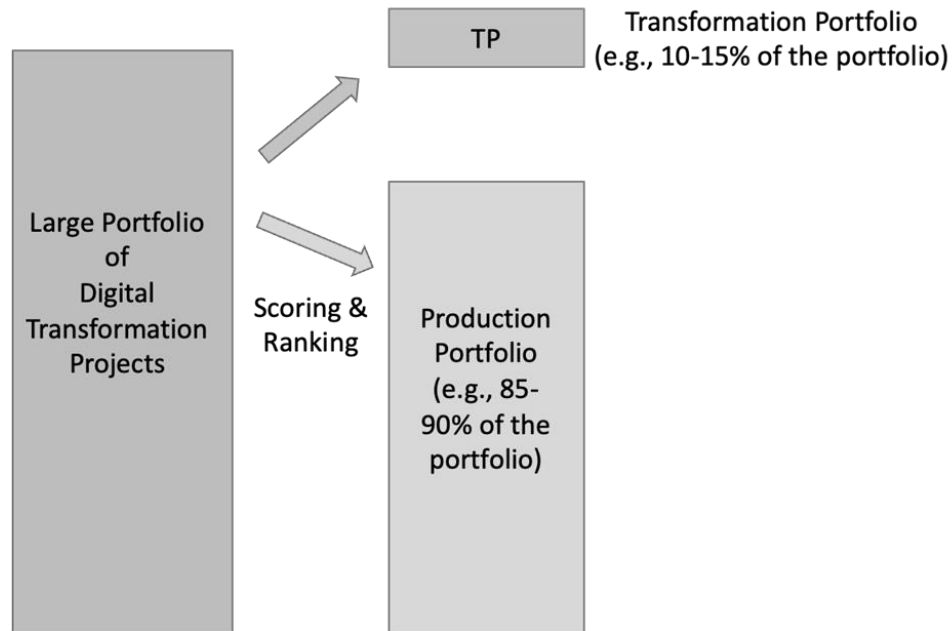 TP
Transformation Portfolio
(e.g., 10-15% of the portfolio)
Large Portfolio
of
Digital
Transformation
Projects
Scoring &
Ranking
Production
Portfolio
(e.g., 85-
90% of the
portfolio)